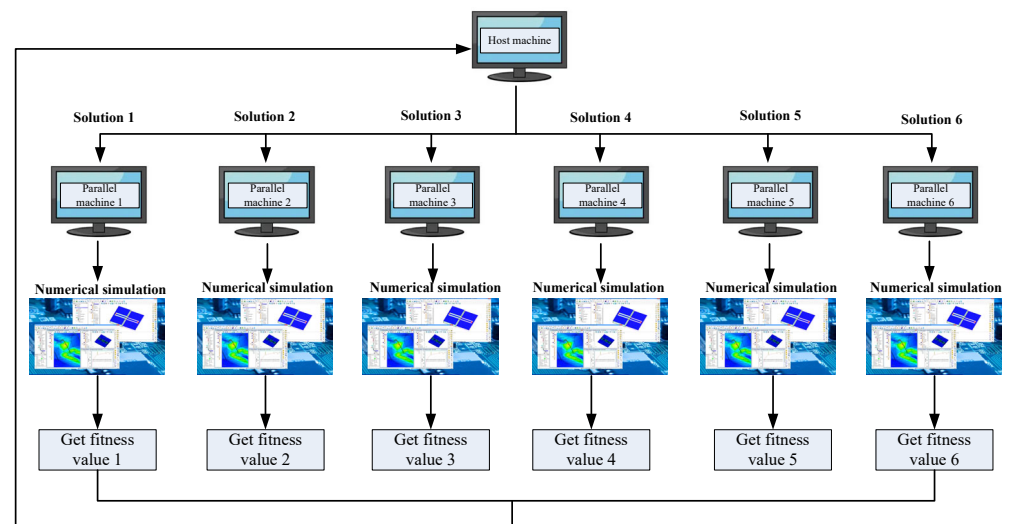 Host machine
Solution 1
Solution 2
Solution 3
Solution 4
Solution 5
Solution 6
Parallel
machine 1
Parallel
machine 2
Parallel
machine 3
Parallel
machine 4
Parallel
machine 5
Parallel
machine 6
Numerical simulation
Numerical simulation
Numerical simulation
Numerical simulation
Numerical simulation
Numerical simulation
Get fitness
value 1
Get fitness
value 2
Get fitness
value 3
Get fitness
value 4
Get fitness
value 5
Get fitness
value 6